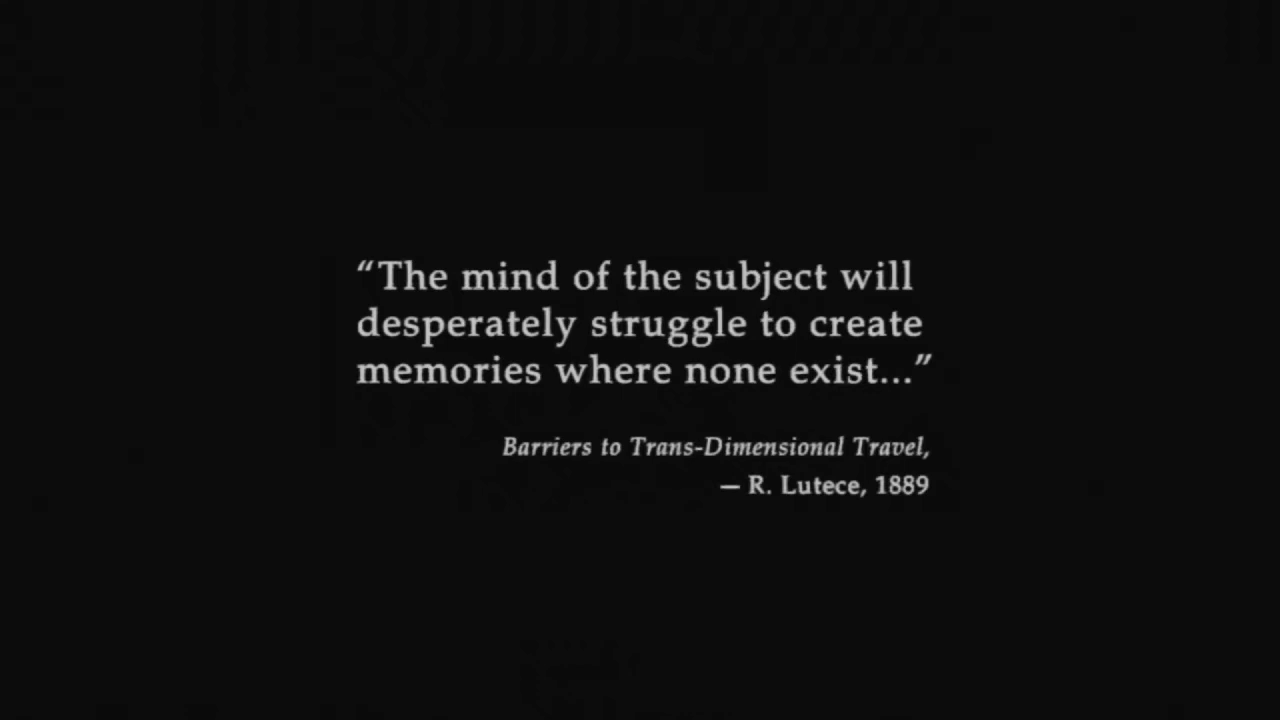 “The mind of the subject will
desperately struggle to create
memories where none exist...”
Barriers to Trans-Dimensional Travel,
— R. Lutece, 1889